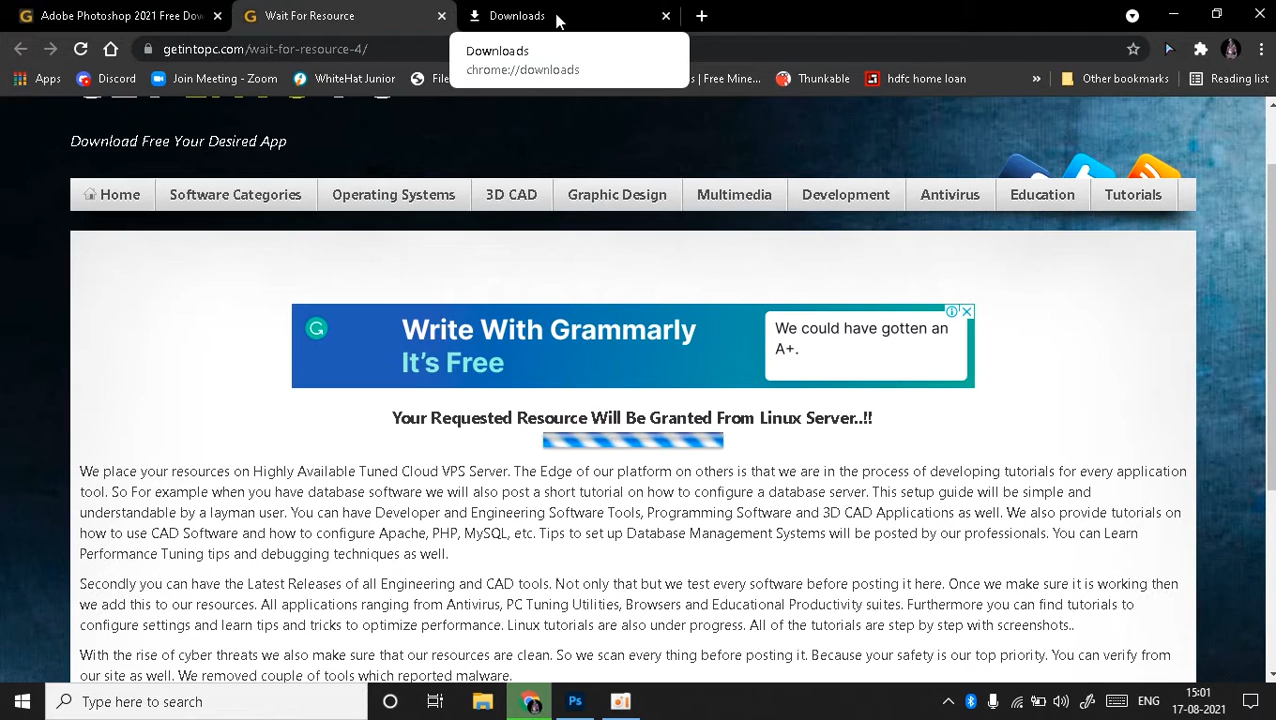 Adobe Photoshop 2021 Free Dow
Wait For Resource
Downloads
getintopc.com/wait-for-resource-4/
Downloads
chrome://downloads
Apps
Discord
Join Meeting - Zoom
WhiteHat Junior
File
| Free Mine...
Thunkable
hdfc home loan
»
Other bookmarks
Reading list
Download Free Your Desired App
Home
Software Categories
Operating Systems
3D CAD
Graphic Design
Multimedia
Development
Antivirus
Education
Tutorials
Write With Grammarly
It's Free
We could have gotten an
A+.
Your Requested Resource Will Be Granted From Linux Server..!!
We place your resources on Highly Available Tuned Cloud VPS Server. The Edge of our platform on others is that we are in the process of developing tutorials for every application
tool. So For example when you have database software we will also post a short tutorial on how to configure a database server. This setup guide will be simple and
understandable by a layman user. You can have Developer and Engineering Software Tools, Programming Software and 3D CAD Applications as well. We also provide tutorials on
how to use CAD Software and how to configure Apache, PHP, MySQL, etc. Tips to set up Database Management Systems will be posted by our professionals. You can Learn
Performance Tuning tips and debugging techniques as well.
Secondly you can have the Latest Releases of all Engineering and CAD tools. Not only that but we test every software before posting it here. Once we make sure it is working then
we add this to our resources. All applications ranging from Antivirus, PC Tuning Utilities, Browsers and Educational Productivity suites. Furthermore you can find tutorials to
configure settings and learn tips and tricks to optimize performance. Linux tutorials are also under progress. All of the tutorials are step by step with screenshots..
With the rise of cyber threats we also make sure that our resources are clean. So we scan every thing before posting it. Because your safety is our top priority. You can verify from
our site as well. We removed couple of tools which reported malware.
Type here to search
Ps
ENG
15:01
17-08-2021